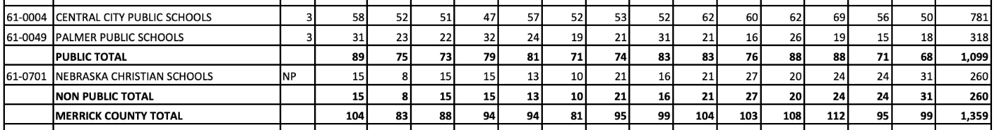 61-0004 CENTRAL CITY PUBLIC SCHOOLS 3 58 52 51 47 57 52 53 52 62 60 62 69 56 50 781
61-0049 PALMER PUBLIC SCHOOLS 3 31 23 22 32 24 19 21 31 21 16 26 19 15 18 318
PUBLIC TOTAL 89 75 73 79 81 71 74 83 83 76 88 88 71 68 1,099
61-0701 NEBRASKA CHRISTIAN SCHOOLS NP 15 8 15 15 13 10 21 16 21 27 20 24 24 31 260
NON PUBLIC TOTAL 15 8 15 15 13 10 21 16 21 27 20 24 24 31 260
MERRICK COUNTY TOTAL 104 83 88 94 94 81 95 99 104 103 108 112 95 99 1,359